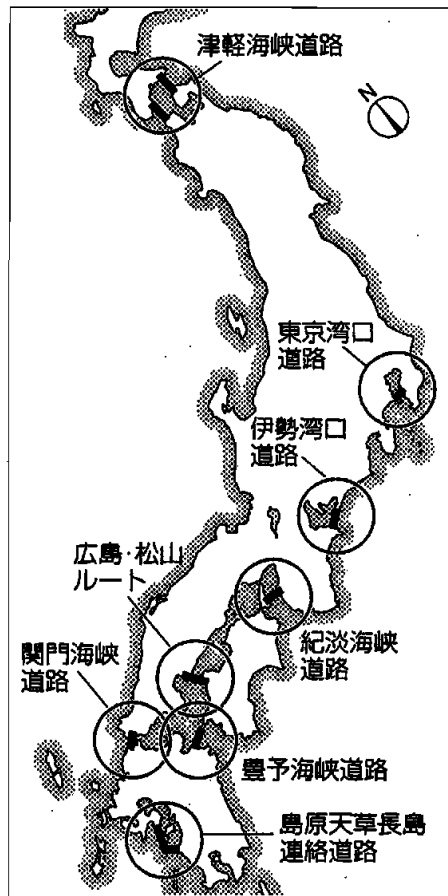 津軽海峡道路
N
東京湾口
道路
伊勢湾口
道路
広島・松山
ルート
紀淡海峡
道路
関門海峡
道路
豊予海峡道路
島原天草長島
連絡道路